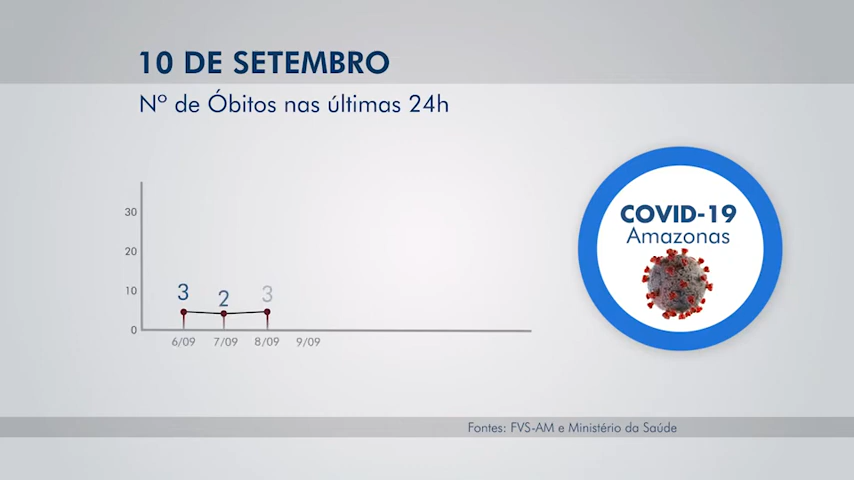 10 DE SETEMBRO
Nº de Óbitos nas últimas 24h
30
20
10
0
3
2
3
6/09
7/09
8/09
9/09
COVID-19
Amazonas
Fontes: FVS-AM e Ministério da Saúde